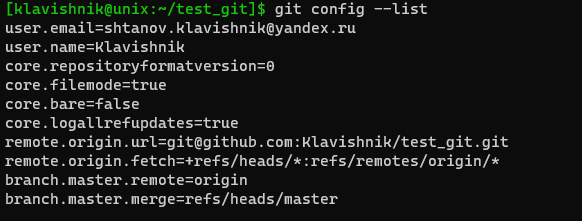 [klavishnik@unix:~/test_git]$ git config --list
user.email=shtanov.klavishnik@yandex.ru
user.name=Klavishnik
core.repositoryformatversion=0
core.filemode=true
core.bare=false
core.logallrefupdates=true
remote.origin.url=git@github.com:Klavishnik/test_git.git
remote.origin.fetch=+refs/heads/*:refs/remotes/origin/*
branch.master.remote=origin
branch.master.merge=refs/heads/master